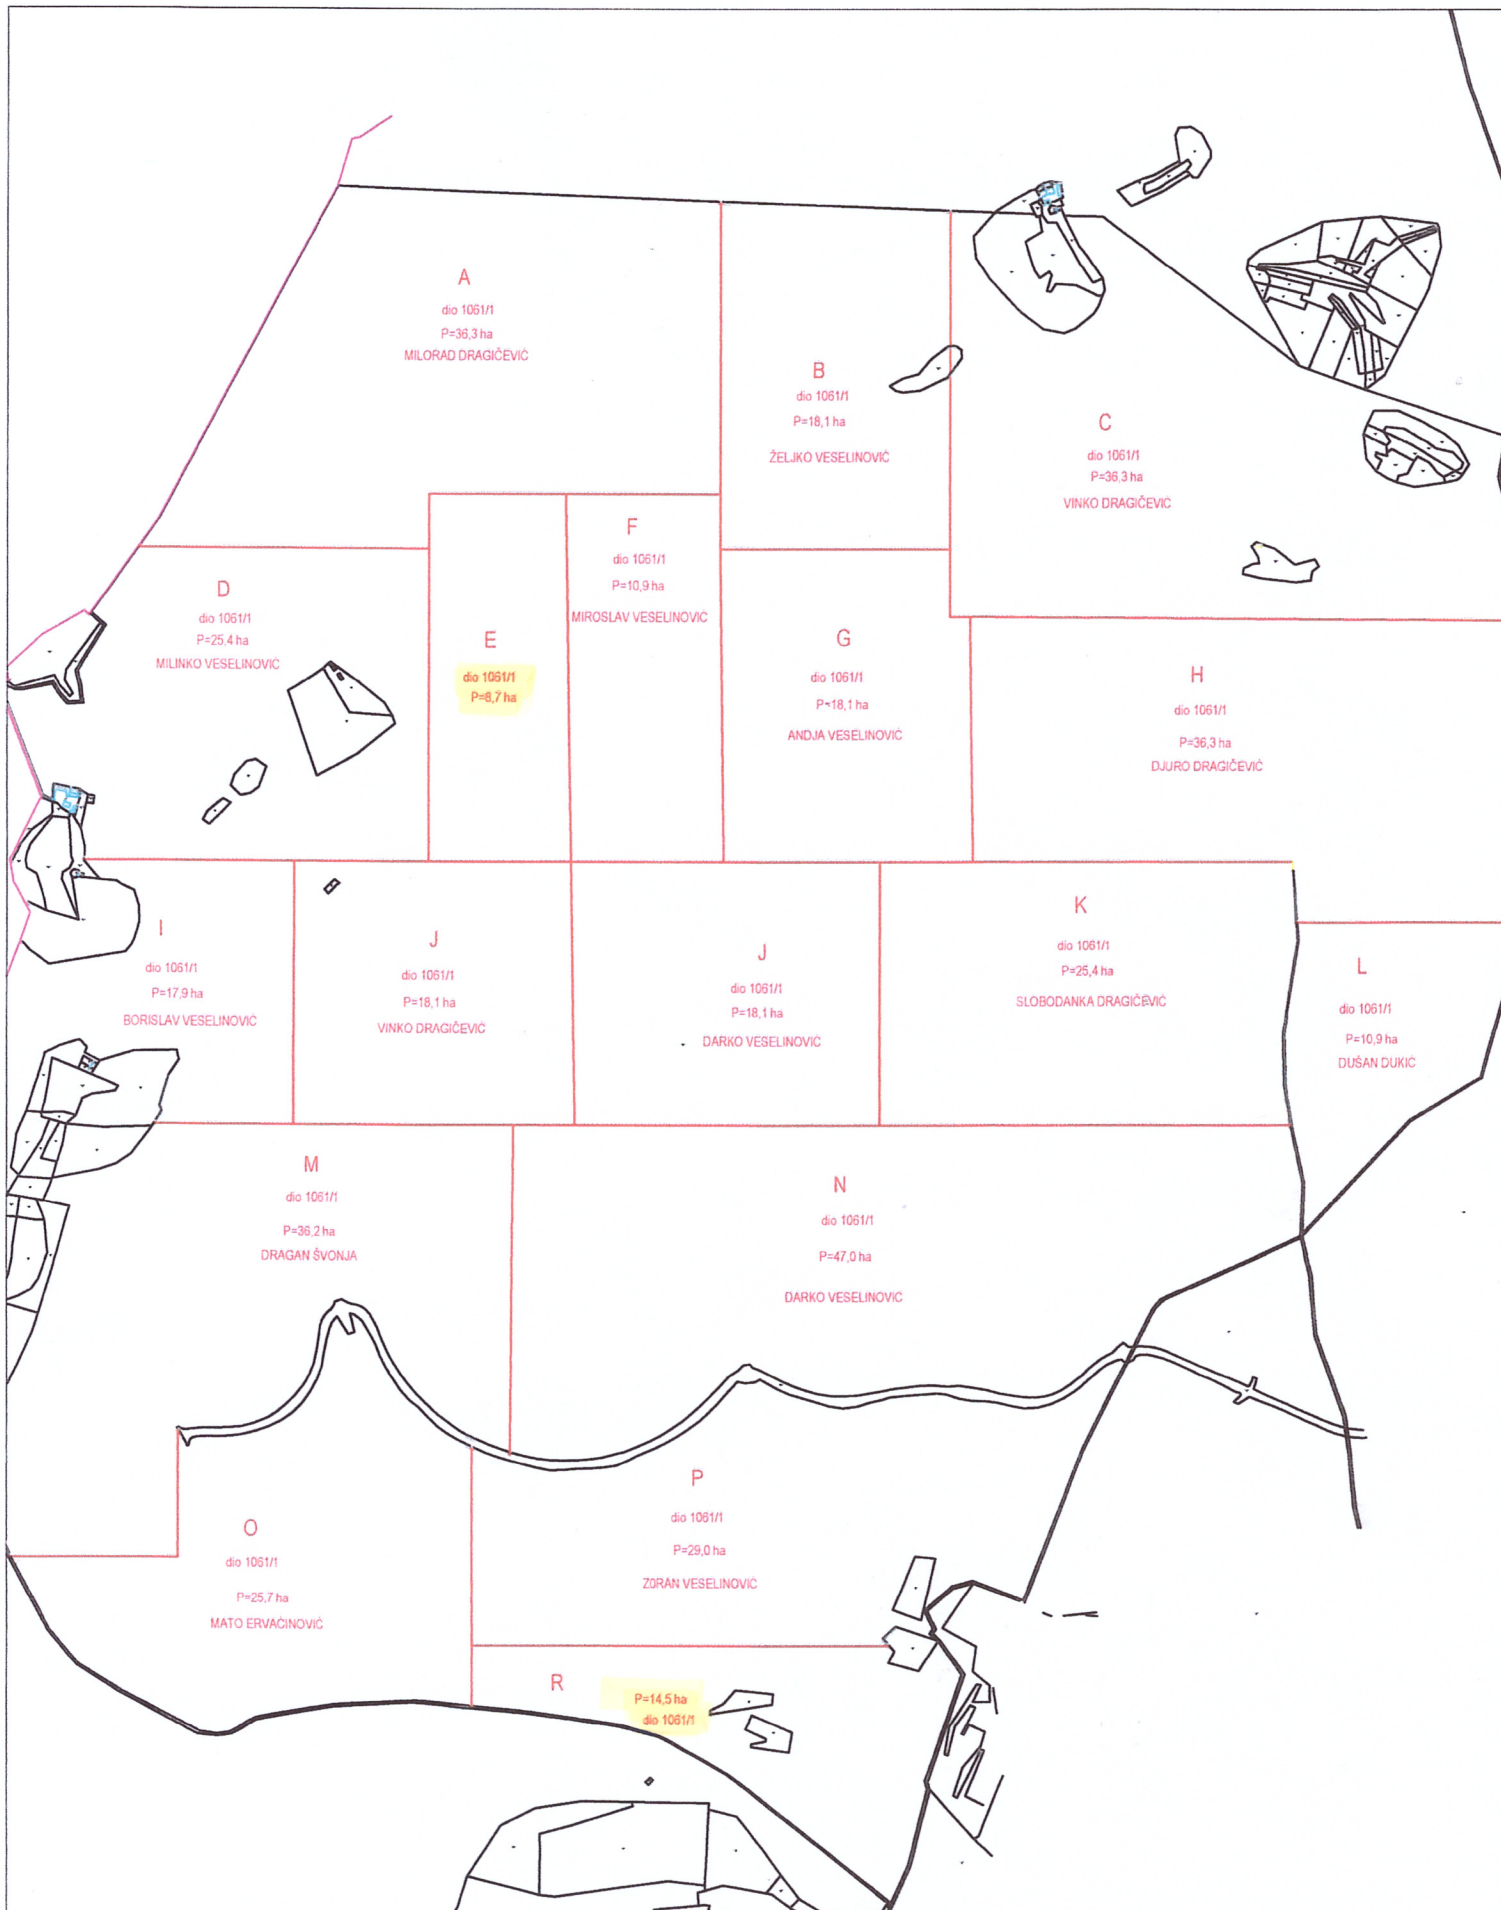 A
dio 1061/1
P=36,3 ha
MILORAD DRAGIČEVIĆ
B
dio 1061/1
P=18,1 ha
ŽELJKO VESELINOVIĆ
C
dio 1061/1
P=36,3 ha
VINKO DRAGIČEVIĆ
D
dio 1061/1
P=25,4 ha
MILINKO VESELINOVIĆ
E
dio 1061/1
P=8,7 ha
F
dio 1061/1
P=10,9 ha
MIROSLAV VESELINOVIĆ
G
dio 1061/1
P=18,1 ha
ANDJA VESELINOVIĆ
H
dio 1061/1
P=36,3 ha
DJURO DRAGIČEVIĆ
I
dio 1061/1
P=17,9 ha
BORISLAV VESELINOVIĆ
J
dio 1061/1
P=18,1 ha
VINKO DRAGIČEVIĆ
J
dio 1061/1
P=18,1 ha
DARKO VESELINOVIĆ
K
dio 1061/1
P=25,4 ha
SLOBODANKA DRAGIČEVIĆ
L
dio 1061/1
P=10,9 ha
DUŠAN DUKIĆ
M
dio 1061/1
P=36,2 ha
DRAGAN ŠVONJA
N
dio 1061/1
P=47,0 ha
DARKO VESELINOVIĆ
O
dio 1061/1
P=25,7 ha
MATO ERVAĆINOVIĆ
P
dio 1061/1
P=29,0 ha
ZORAN VESELINOVIĆ
R
P=14,5 ha
dio 1061/1